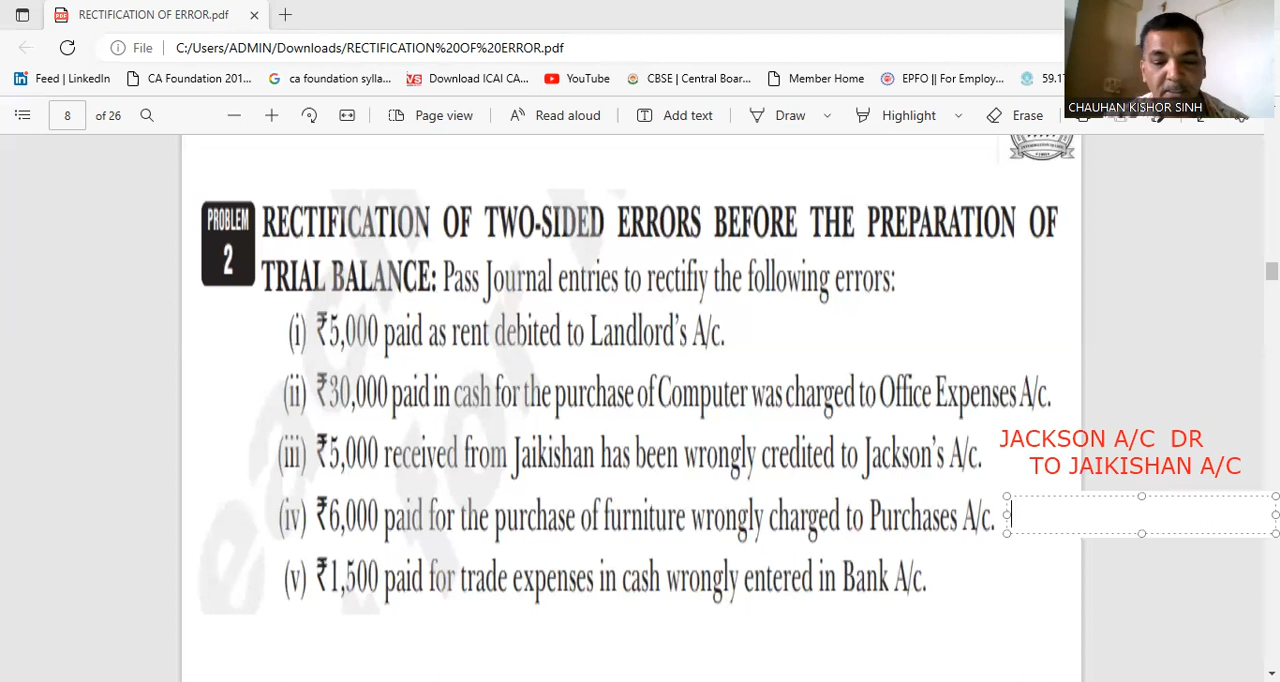 RECTIFICATION OF ERROR.pdf
File C:/Users/ADMIN/Downloads/RECTIFICATION%20OF%20ERROR.pdf
Feed | LinkedIn CA Foundation 201... ca foundation sylla... Download ICAI CA... YouTube CBSE | Central Boar... Member Home EPFO || For Employ... 59.1
CHAUHAN KISHOR SINH
8 of 26 Page view Read aloud Add text Draw Highlight Erase
PROBLEM 2
RECTIFICATION OF TWO-SIDED ERRORS BEFORE THE PREPARATION OF
TRIAL BALANCE: Pass Journal entries to rectifiy the following errors:
(i) ₹5,000 paid as rent debited to Landlord's A/c.
(ii) ₹30,000 paid in cash for the purchase of Computer was charged to Office Expenses A/c.
(iii) ₹5,000 received from Jaikishan has been wrongly credited to Jackson's A/c.
JACKSON A/C DR
TO JAIKISHAN A/C
(iv) ₹6,000 paid for the purchase of furniture wrongly charged to Purchases A/c.
(v) ₹1,500 paid for trade expenses in cash wrongly entered in Bank A/c.